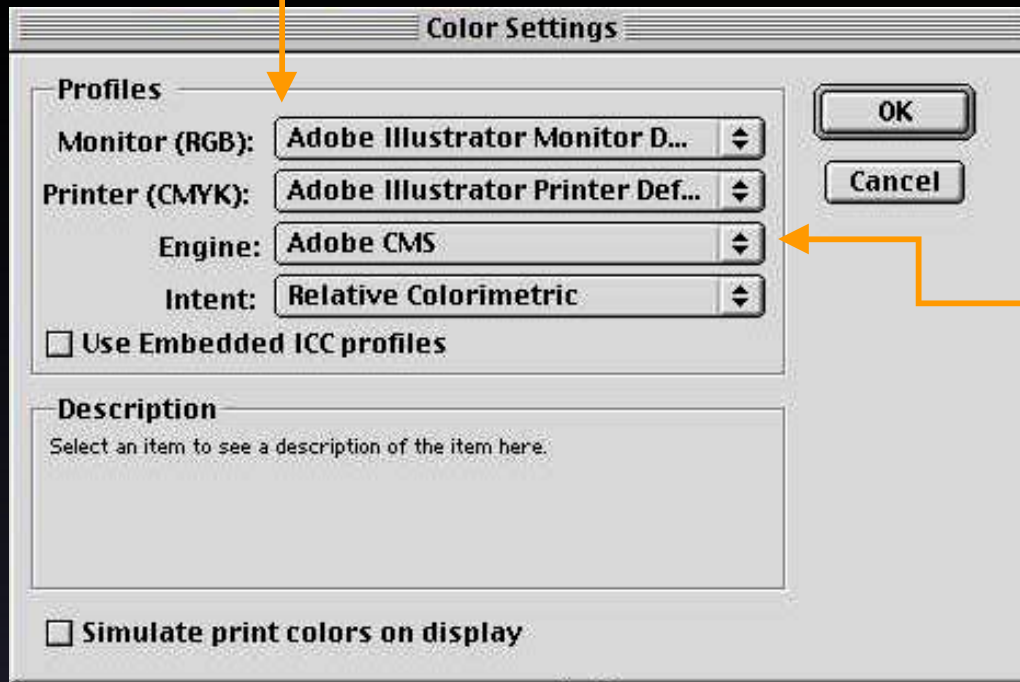 Color Settings
Profiles
Monitor (RGB): Adobe Illustrator Monitor D...
Printer (CMYK): Adobe Illustrator Printer Def...
Engine: Adobe CMS
Intent: Relative Colorimetric
Use Embedded ICC profiles
OK
Cancel
Description
Select an item to see a description of the item here.
Simulate print colors on display